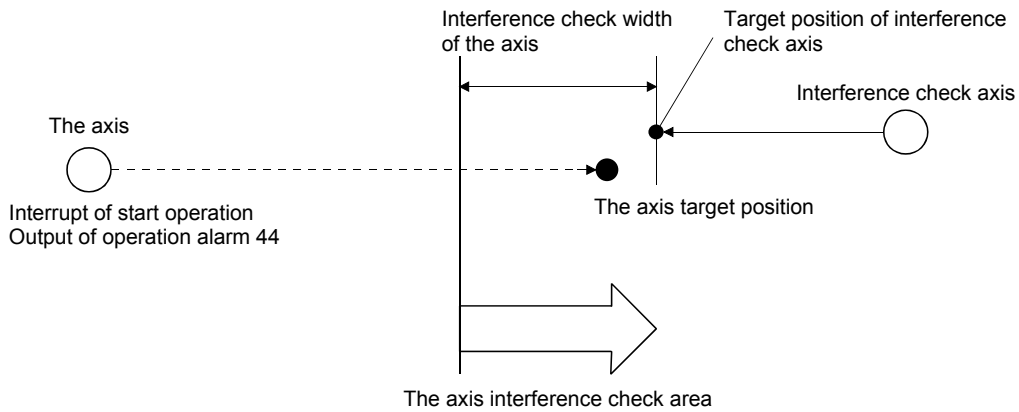 Interference check width
of the axis
Target position of interference
check axis
Interference check axis
The axis
The axis target position
Interrupt of start operation
Output of operation alarm 44
The axis interference check area